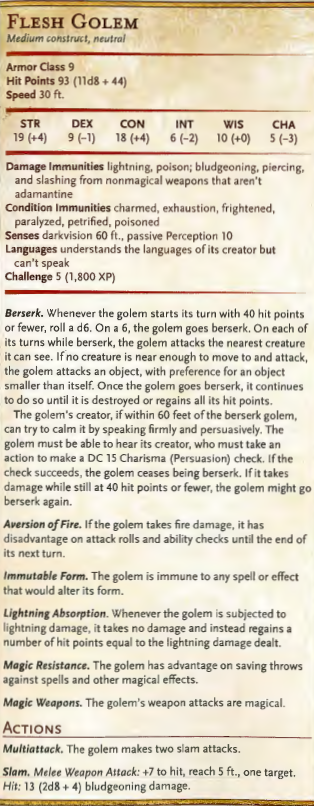 FLESH GOLEM
Medium construct, neutral
Armor Class 9
Hit Points 93 (11d8 + 44)
Speed 30 ft.
STR DEX CON INT WIS CHA
19 (+4) 9 (−1) 18 (+4) 6 (−2) 10 (+0) 5 (−3)
Damage Immunities lightning, poison; bludgeoning, piercing,
and slashing from nonmagical weapons that aren't
adamantine
Condition Immunities charmed, exhaustion, frightened,
paralyzed, petrified, poisoned
Senses darkvision 60 ft., passive Perception 10
Languages understands the languages of its creator but
can't speak
Challenge 5 (1,800 XP)
Berserk. Whenever the golem starts its turn with 40 hit points
or fewer, roll a d6. On a 6, the golem goes berserk. On each of
its turns while berserk, the golem attacks the nearest creature
it can see. If no creature is near enough to move to and attack,
the golem attacks an object, with preference for an object
smaller than itself. Once the golem goes berserk, it continues
to do so until it is destroyed or regains all its hit points.
The golem's creator, if within 60 feet of the berserk golem,
can try to calm it by speaking firmly and persuasively. The
golem must be able to hear its creator, who must take an
action to make a DC 15 Charisma (Persuasion) check. If the
check succeeds, the golem ceases being berserk. If it takes
damage while still at 40 hit points or fewer, the golem might go
berserk again.
Aversion of Fire. If the golem takes fire damage, it has
disadvantage on attack rolls and ability checks until the end of
its next turn.
Immutable Form. The golem is immune to any spell or effect
that would alter its form.
Lightning Absorption. Whenever the golem is subjected to
lightning damage, it takes no damage and instead regains a
number of hit points equal to the lightning damage dealt.
Magic Resistance. The golem has advantage on saving throws
against spells and other magical effects.
Magic Weapons. The golem's weapon attacks are magical.
ACTIONS
Multiattack. The golem makes two slam attacks.
Slam. Melee Weapon Attack: +7 to hit, reach 5 ft., one target.
Hit: 13 (2d8 + 4) bludgeoning damage.